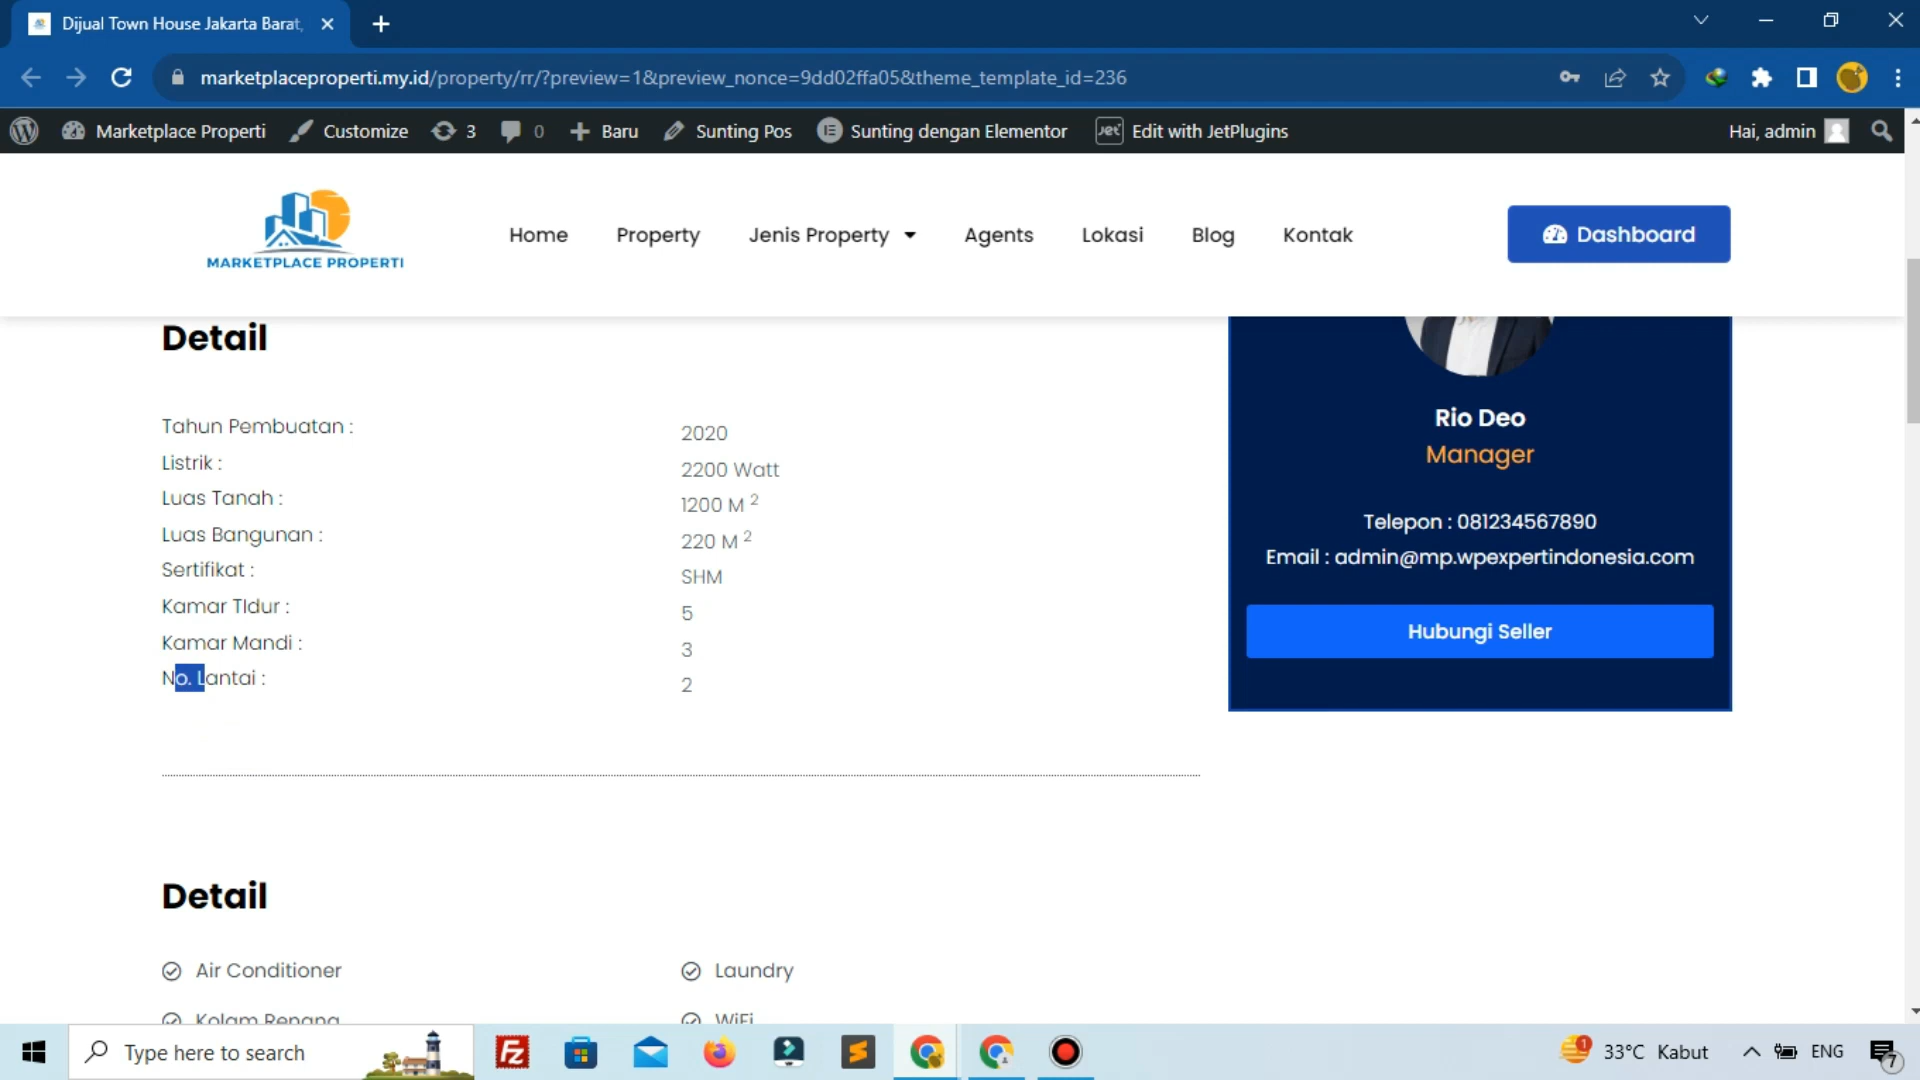 Dijual Town House Jakarta Barat,
marketplaceproperti.my.id/property/rr/?preview=1&preview_nonce=9dd02ffa05&theme_template_id=236
Marketplace Properti
Customize
3
0
Baru
Sunting Pos
Sunting dengan Elementor
Jet
Edit with JetPlugins
Hai, admin
MARKETPLACE PROPERTI
Home
Property
Jenis Property
Agents
Lokasi
Blog
Kontak
Dashboard
Detail
Tahun Pembuatan :
2020
Listrik :
2200 Watt
Luas Tanah :
1200 M 2
Luas Bangunan :
220 M 2
Sertifikat :
SHM
Kamar TIdur :
5
Kamar Mandi :
3
No. Lantai :
2
Rio Deo
Manager
Telepon : 081234567890
Email : admin@mp.wpexpertindonesia.com
Hubungi Seller
Detail
Air Conditioner
Laundry
Kolam Renang
WiFi
Type here to search
Fz
1
33°C Kabut
ENG
7